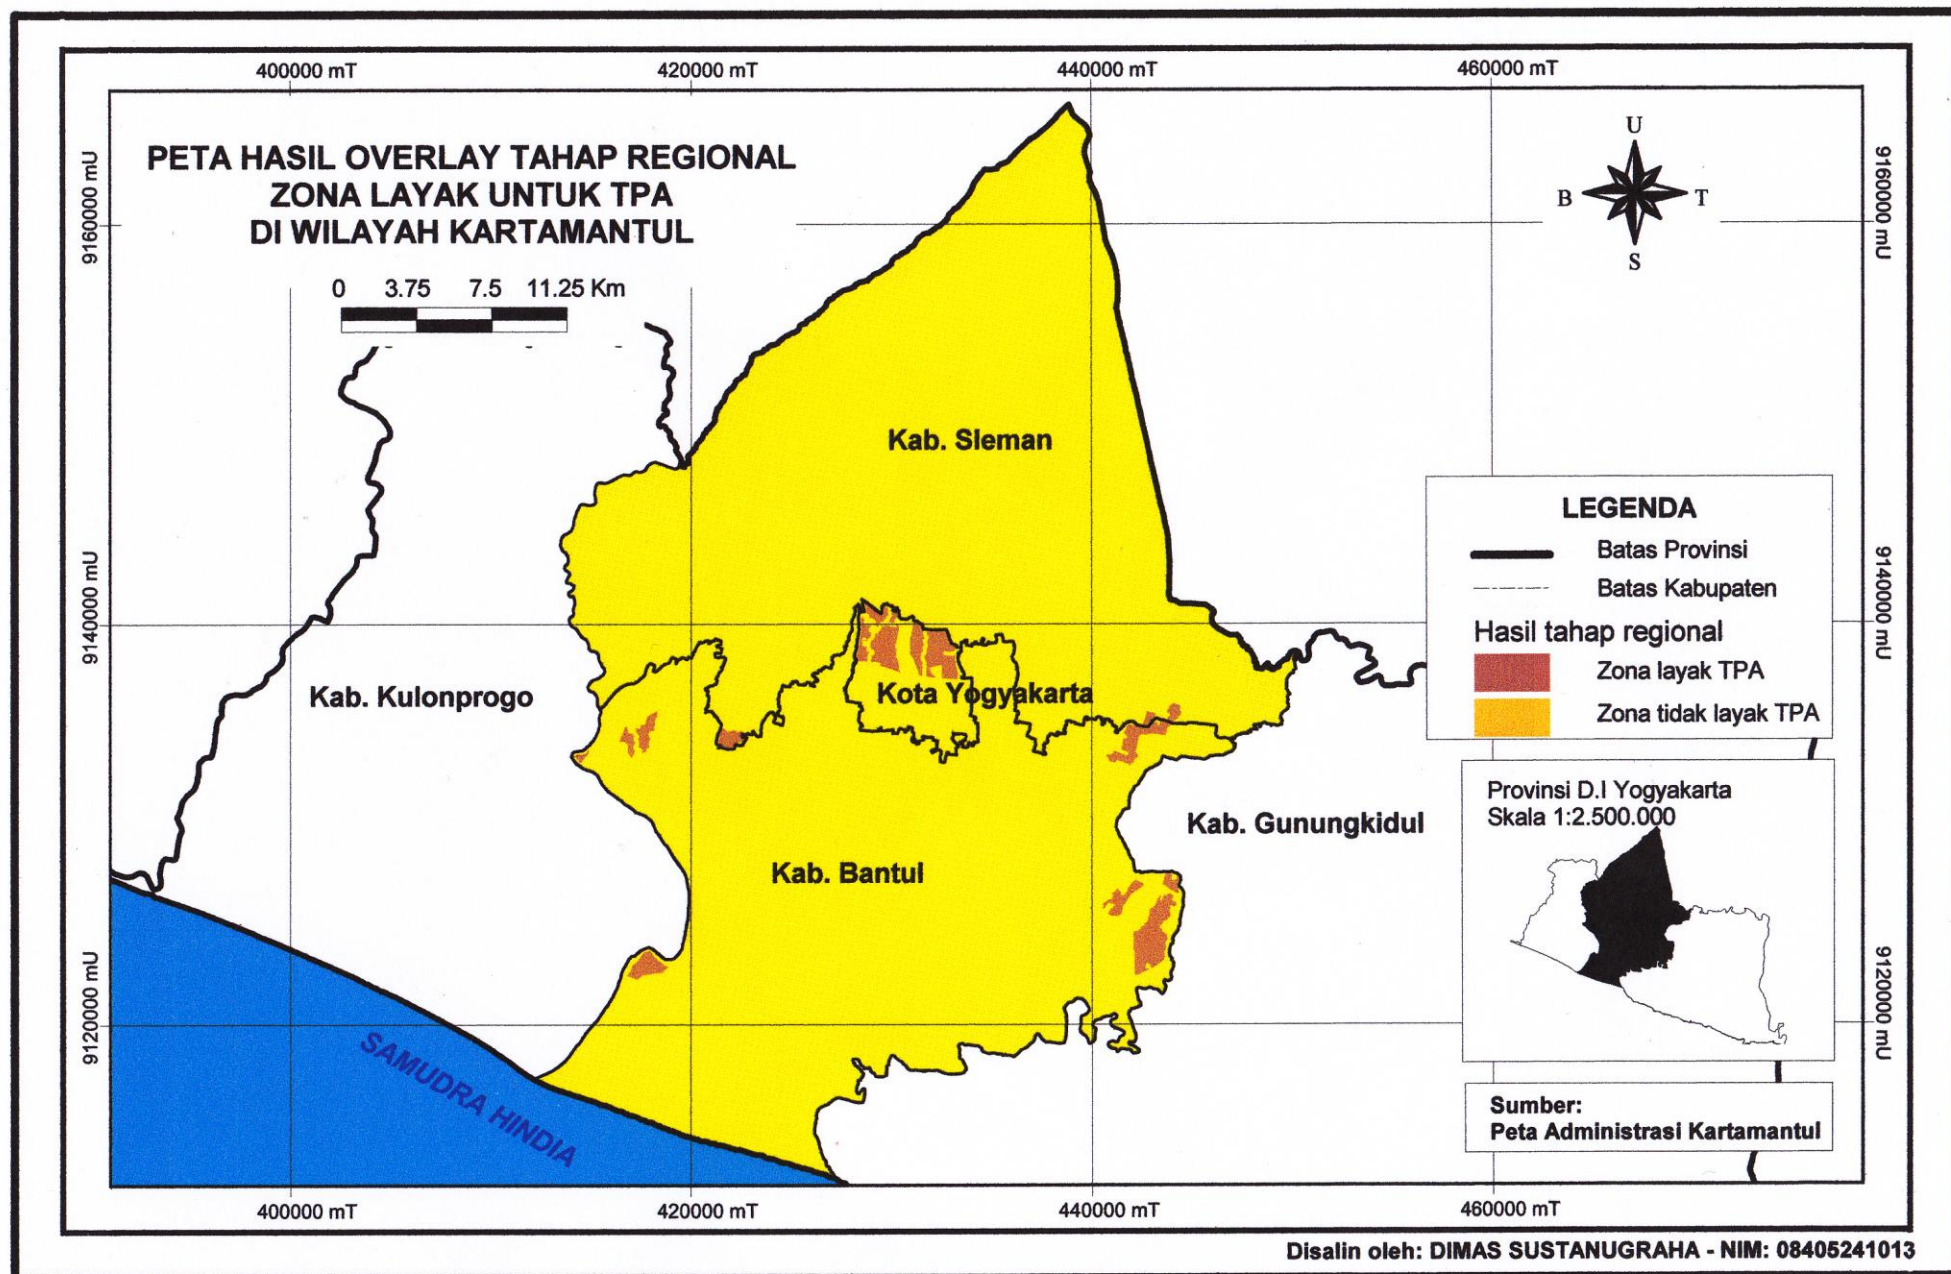 400000 mT
420000 mT
440000 mT
460000 mT
PETA HASIL OVERLAY TAHAP REGIONAL
ZONA LAYAK UNTUK TPA
DI WILAYAH KARTAMANTUL
0 3.75 7.5 11.25 Km
U
B
T
S
9160000 mU
9160000 mU
Kab. Sleman
LEGENDA
Batas Provinsi
Batas Kabupaten
Hasil tahap regional
Zona layak TPA
Zona tidak layak TPA
9140000 mU
9140000 mU
Kab. Kulonprogo
Kota Yogyakarta
Provinsi D.I Yogyakarta
Skala 1:2.500.000
Kab. Gunungkidul
Kab. Bantul
9120000 mU
9120000 mU
SAMUDRA HINDIA
Sumber:
Peta Administrasi Kartamantul
400000 mT
420000 mT
440000 mT
460000 mT
Disalin oleh: DIMAS SUSTANUGRAHA - NIM: 08405241013